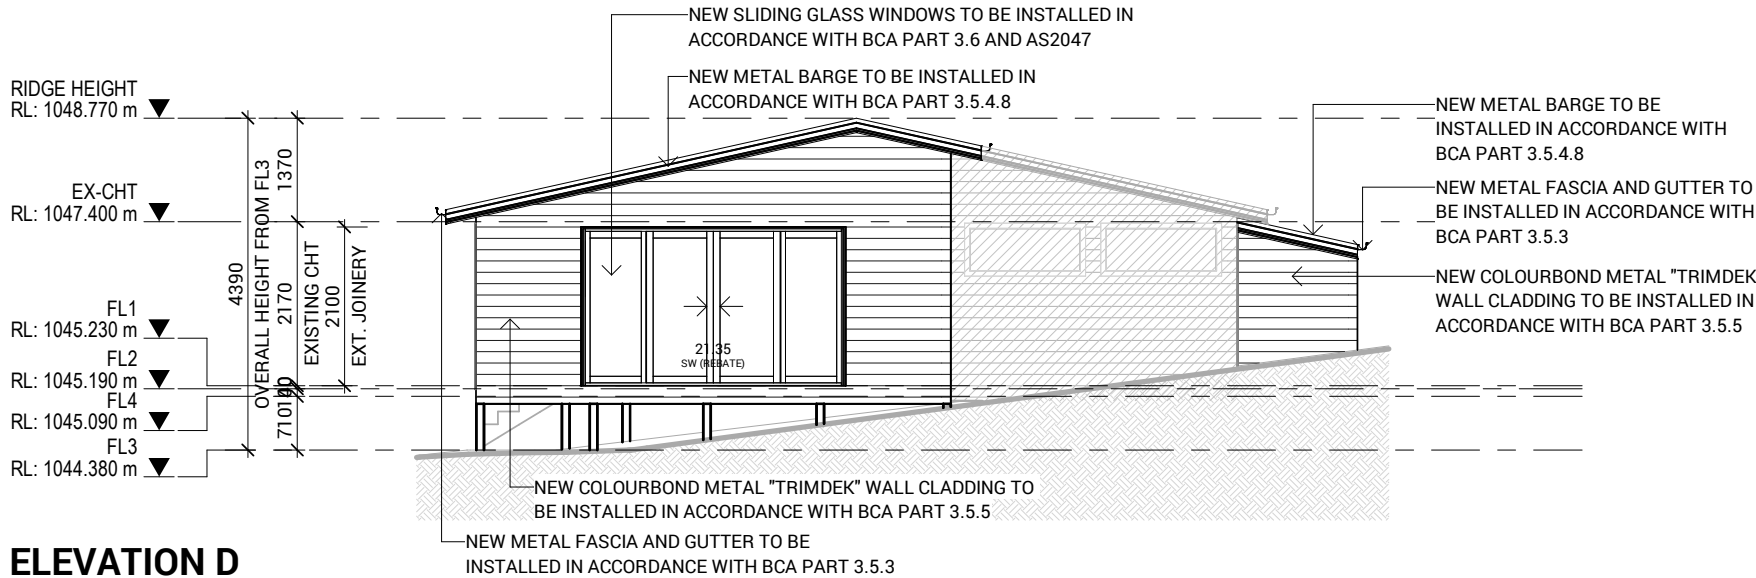 NEW SLIDING GLASS WINDOWS TO BE INSTALLED IN
ACCORDANCE WITH BCA PART 3.6 AND AS2047
NEW METAL BARGE TO BE INSTALLED IN
ACCORDANCE WITH BCA PART 3.5.4.8
RIDGE HEIGHT
RL: 1048.770 m
EX-CHT
RL: 1047.400 m
FL1
RL: 1045.230 m
FL2
RL: 1045.190 m
FL4
RL: 1045.090 m
FL3
RL: 1044.380 m
4390
OVERALL HEIGHT FROM FL3
1370
2170
EXISTING CHT
2100
EXT. JOINERY
710
21.35
SW (REBATE)
NEW METAL BARGE TO BE
INSTALLED IN ACCORDANCE WITH
BCA PART 3.5.4.8
NEW METAL FASCIA AND GUTTER TO
BE INSTALLED IN ACCORDANCE WITH
BCA PART 3.5.3
NEW COLOURBOND METAL "TRIMDEK
WALL CLADDING TO BE INSTALLED IN
ACCORDANCE WITH BCA PART 3.5.5
NEW COLOURBOND METAL "TRIMDEK" WALL CLADDING TO
BE INSTALLED IN ACCORDANCE WITH BCA PART 3.5.5
NEW METAL FASCIA AND GUTTER TO BE
INSTALLED IN ACCORDANCE WITH BCA PART 3.5.3
ELEVATION D